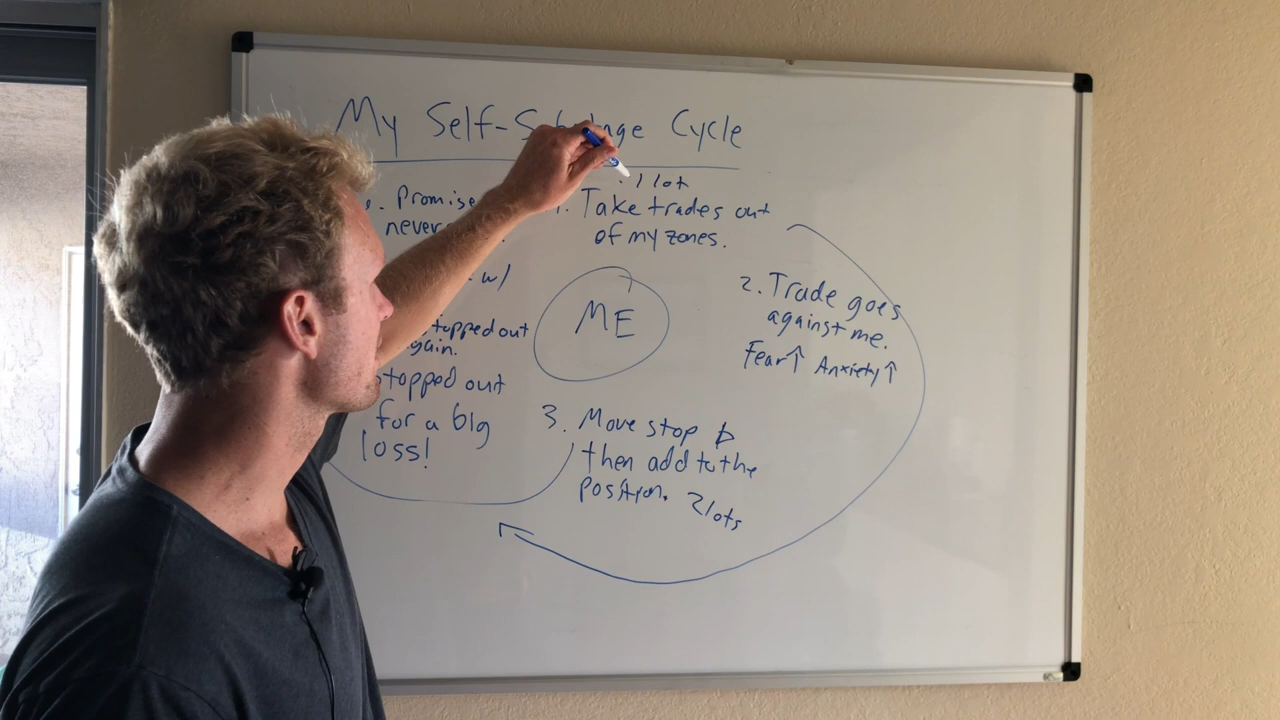 My Self- Cycle
1 lot
1. Take trades out
of my zones.
2. Trade goes
against me.
Fear↑ Anxiety↑
3. Move stop
then add to the
position. 2 lots
ME
stopped out
for a big
loss!
stopped out
again.
w/
Promise
never